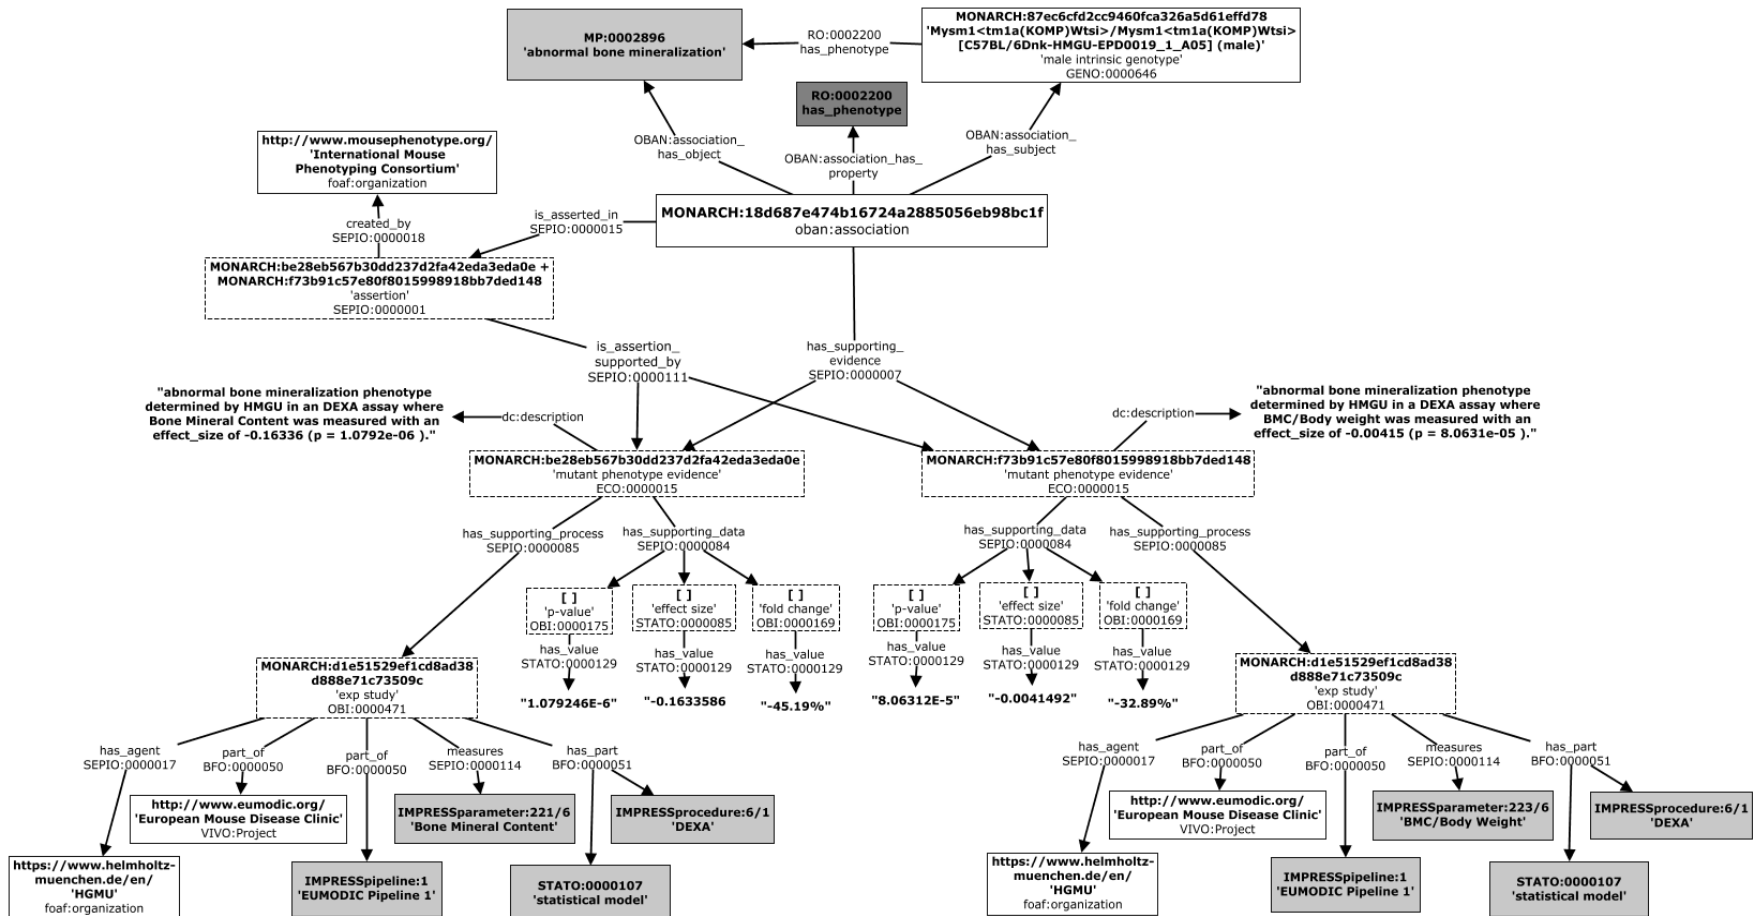 MP:0002896
'abnormal bone mineralization'
RO:0002200
has_phenotype
MONARCH:87ec6cfd2cc9460fca326a5d61effd78
'Mysm1<tm1a(KOMP)Wtsi>/Mysm1<tm1a(KOMP)Wtsi>
[C57BL/6Dnk-HMGU-EPD0019_1_A05] (male)'
'male intrinsic genotype'
GENO:0000646
RO:0002200
has_phenotype
http://www.mousephenotype.org/
'International Mouse
Phenotyping Consortium'
foaf:organization
OBAN:association_
has_object
OBAN:association_has_
property
OBAN:association_
has_subject
created_by
SEPIO:0000018
is_asserted_in
SEPIO:0000015
MONARCH:18d687e474b16724a2885056eb98bc1f
oban:association
MONARCH:be28eb567b30dd237d2fa42eda3eda0e +
MONARCH:f73b91c57e80f8015998918bb7ded148
'assertion'
SEPIO:0000001
is_assertion_
supported_by
SEPIO:0000111
has_supporting_
evidence
SEPIO:0000007
"abnormal bone mineralization phenotype
determined by HMGU in an DEXA assay where
Bone Mineral Content was measured with an
effect_size of -0.16336 (p = 1.0792e-06 )."
dc:description
dc:description
"abnormal bone mineralization phenotype
determined by HMGU in a DEXA assay where
BMC/Body weight was measured with an
effect_size of -0.00415 (p = 8.0631e-05 )."
MONARCH:be28eb567b30dd237d2fa42eda3eda0e
'mutant phenotype evidence'
ECO:0000015
MONARCH:f73b91c57e80f8015998918bb7ded148
'mutant phenotype evidence'
ECO:0000015
has_supporting_process
SEPIO:0000085
has_supporting_data
SEPIO:0000084
has_supporting_data
SEPIO:0000084
has_supporting_process
SEPIO:0000085
[ ]
'p-value'
OBI:0000175
[ ]
'effect size'
STATO:0000085
[ ]
'fold change'
OBI:0000169
[ ]
'p-value'
OBI:0000175
[ ]
'effect size'
STATO:0000085
[ ]
'fold change'
OBI:0000169
has_value
STATO:0000129
has_value
STATO:0000129
has_value
STATO:0000129
has_value
STATO:0000129
has_value
STATO:0000129
has_value
STATO:0000129
"1.079246E-6"
"-0.1633586
"-45.19%"
"8.06312E-5"
"-0.0041492"
"-32.89%"
MONARCH:d1e51529ef1cd8ad38
d888e71c73509c
'exp study'
OBI:0000471
MONARCH:d1e51529ef1cd8ad38
d888e71c73509c
'exp study'
OBI:0000471
has_agent
SEPIO:0000017
part_of
BFO:0000050
part_of
BFO:0000050
measures
SEPIO:0000114
has_part
BFO:0000051
has_agent
SEPIO:0000017
part_of
BFO:0000050
part_of
BFO:0000050
measures
SEPIO:0000114
has_part
BFO:0000051
http://www.eumodic.org/
'European Mouse Disease Clinic'
VIVO:Project
IMPRESSparameter:221/6
'Bone Mineral Content'
IMPRESSprocedure:6/1
'DEXA'
http://www.eumodic.org/
'European Mouse Disease Clinic'
VIVO:Project
IMPRESSparameter:223/6
'BMC/Body Weight'
IMPRESSprocedure:6/1
'DEXA'
https://www.helmholtz-
muenchen.de/en/
'HGMU'
foaf:organization
IMPRESSpipeline:1
'EUMODIC Pipeline 1'
STATO:0000107
'statistical model'
https://www.helmholtz-
muenchen.de/en/
'HGMU'
foaf:organization
IMPRESSpipeline:1
'EUMODIC Pipeline 1'
STATO:0000107
'statistical model'